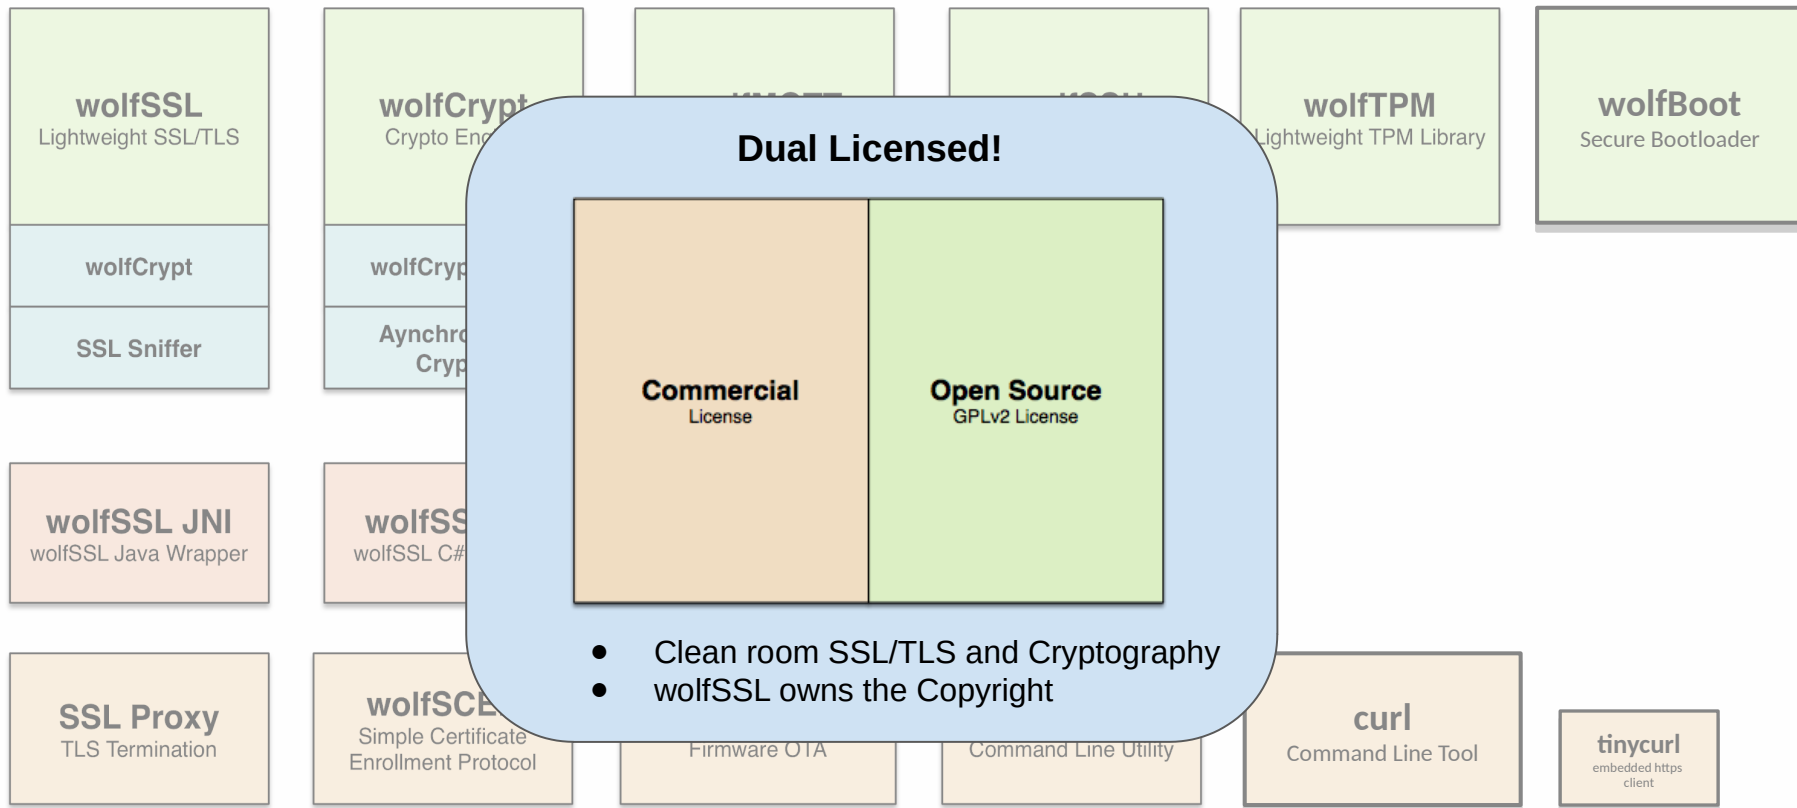 wolfSSL
Lightweight SSL/TLS
wolfCrypt
SSL Sniffer
wolfCrypt
Crypto
wolfTPM
Lightweight TPM Library
wolfBoot
Secure Bootloader
Dual Licensed!
Commercial
License
Open Source
GPLv2 License
Clean room SSL/TLS and Cryptography
wolfSSL owns the Copyright
wolfSSL JNI
wolfSSL Java Wrapper
wolfSSL C#
SSL Proxy
TLS Termination
Simple Certificate
Enrollment Protocol
Firmware OTA
Command Line Utility
curl
Command Line Tool
tinycurl
embedded https
client